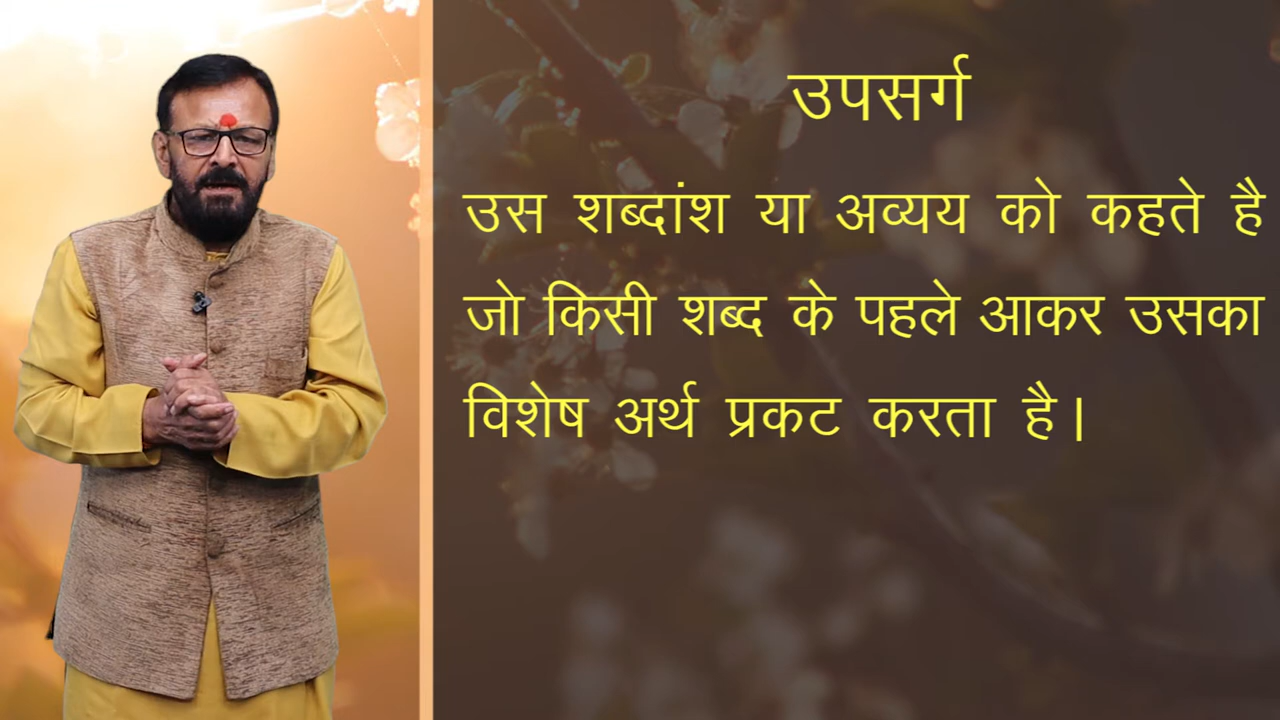 उपसर्ग
उस शब्दांश या अव्यय को कहते है
जो किसी शब्द के पहले आकर उसका
विशेष अर्थ प्रकट करता है।